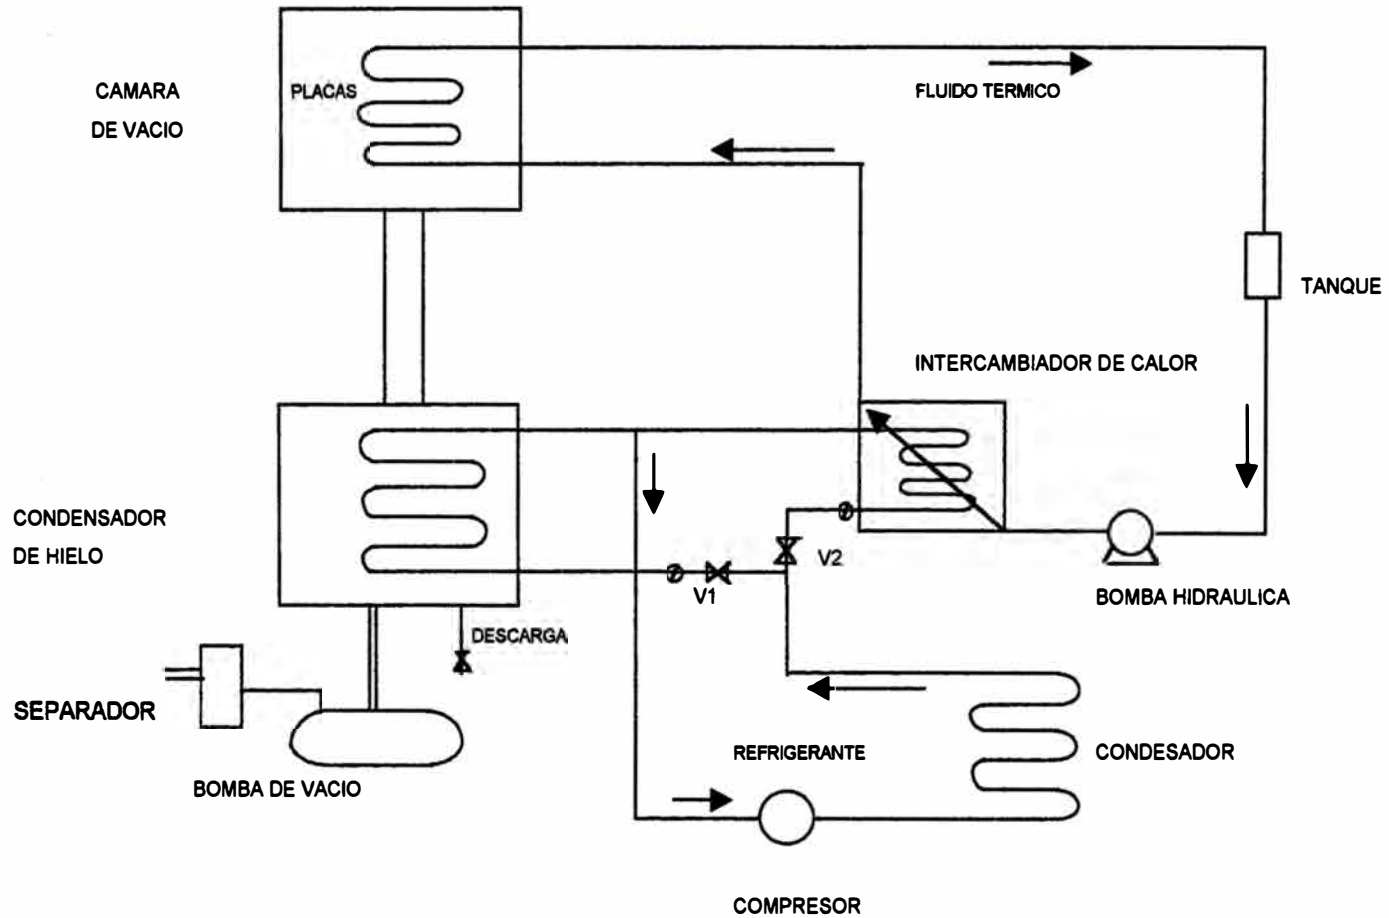 CAMARA
DE VACIO
PLACAS
FLUIDO TERMICO
TANQUE
INTERCAMBIADOR DE CALOR
CONDENSADOR
DE HIELO
V2
V1
BOMBA HIDRAULICA
DESCARGA
SEPARADOR
REFRIGERANTE
CONDESADOR
BOMBA DE VACIO
COMPRESOR